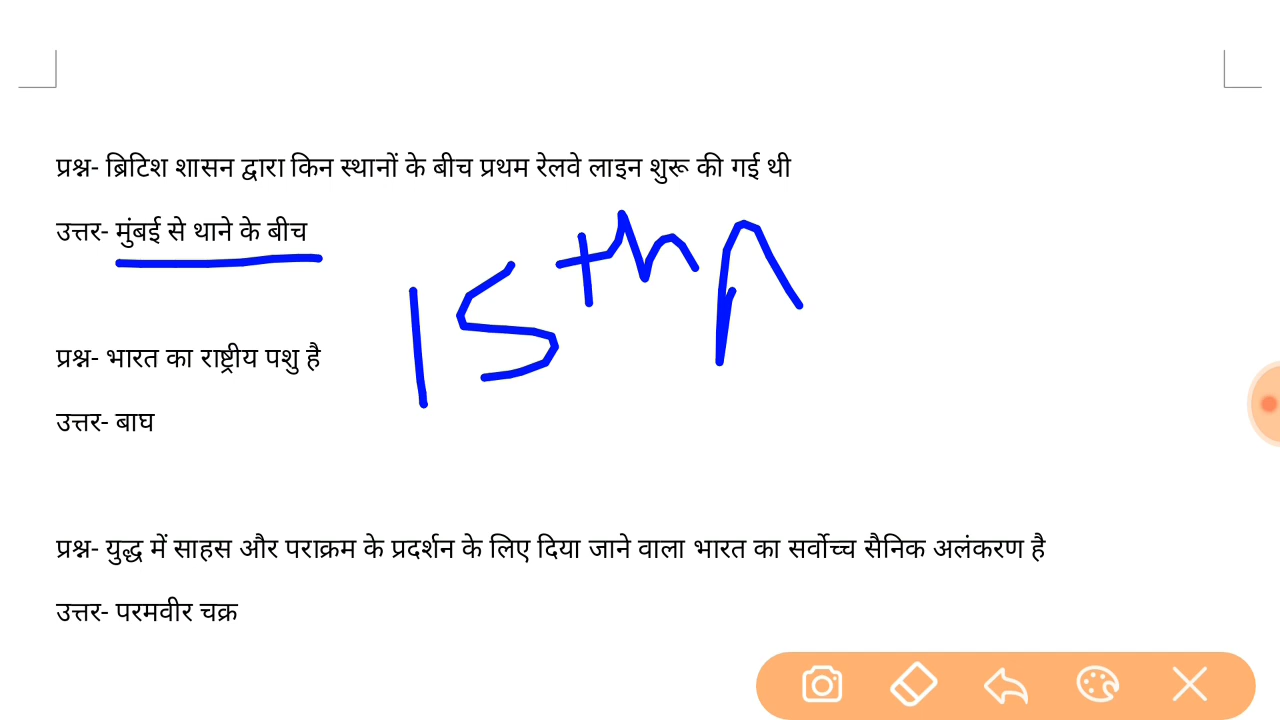 प्रश्न- ब्रिटिश शासन द्वारा किन स्थानों के बीच प्रथम रेलवे लाइन शुरू की गई थी
उत्तर- मुंबई से थाने के बीच
15th
प्रश्न- भारत का राष्ट्रीय पशु है
उत्तर- बाघ
प्रश्न- युद्ध में साहस और पराक्रम के प्रदर्शन के लिए दिया जाने वाला भारत का सर्वोच्च सैनिक अलंकरण है
उत्तर- परमवीर चक्र